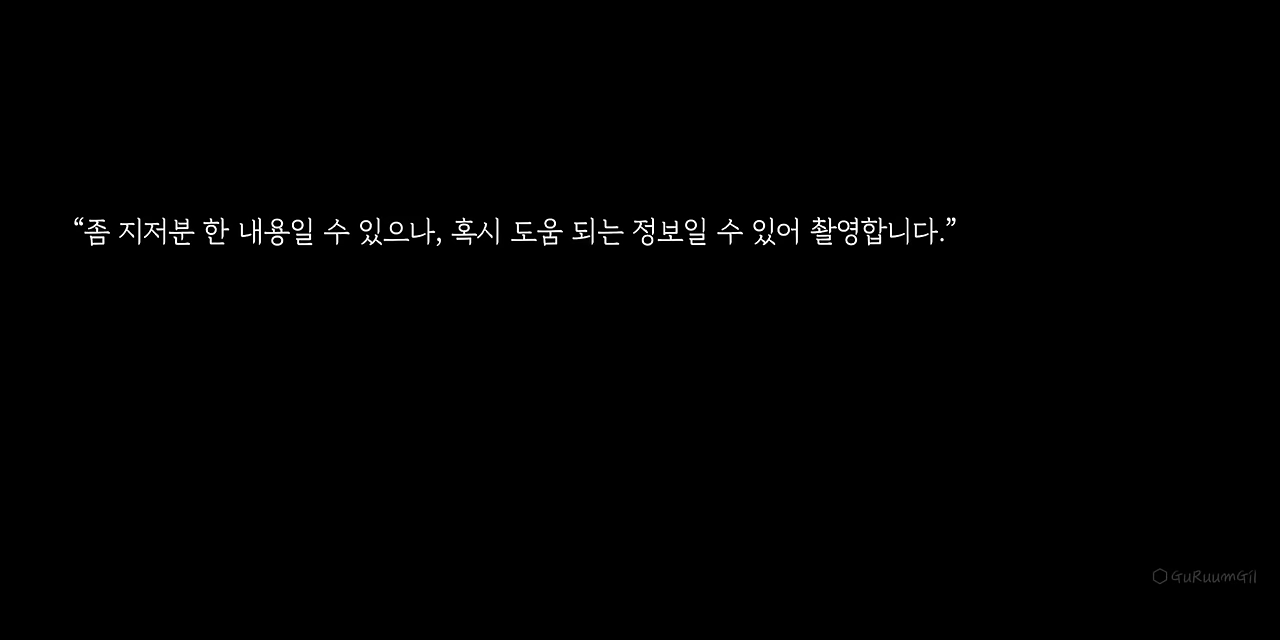 “좀 지저분 한 내용일 수 있으나, 혹시 도움 되는 정보일 수 있어 촬영합니다.”
GuRuumGil